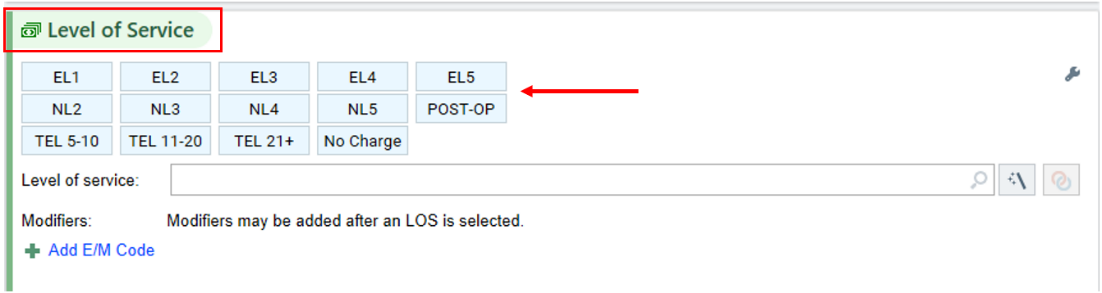 Level of Service
EL1 EL2 EL3 EL4 EL5
NL2 NL3 NL4 NL5 POST-OP
TEL 5-10 TEL 11-20 TEL 21+ No Charge
Level of service:
Modifiers: Modifiers may be added after an LOS is selected.
Add E/M Code